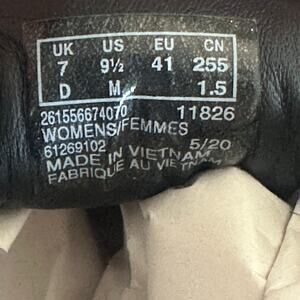 UK US EU CN
7 9½ 41 255
D M 1.5
261556674070 11826
WOMENS/FEMMES
61269102 5/20
MADE IN VIETNAM
FABRIQUE AU VIETNAM